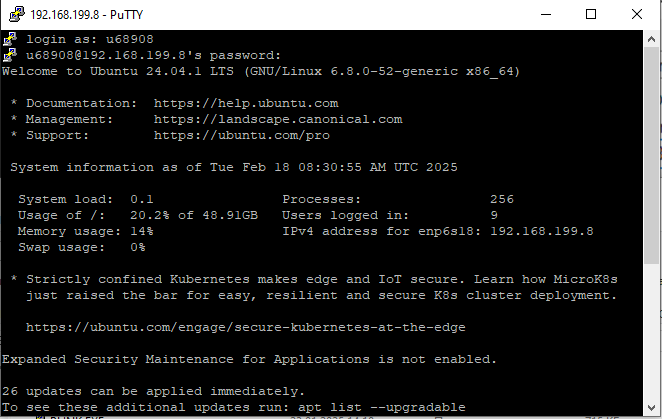 192.168.199.8 - PuTTY
login as: u68908
u68908@192.168.199.8's password:
Welcome to Ubuntu 24.04.1 LTS (GNU/Linux 6.8.0-52-generic x86_64)
* Documentation: https://help.ubuntu.com
* Management: https://landscape.canonical.com
* Support: https://ubuntu.com/pro
System information as of Tue Feb 18 08:30:55 AM UTC 2025
System load: 0.1 Processes: 256
Usage of /: 20.2% of 48.91GB Users logged in: 9
Memory usage: 14% IPv4 address for enp6s18: 192.168.199.8
Swap usage: 0%
* Strictly confined Kubernetes makes edge and IoT secure. Learn how MicroK8s
just raised the bar for easy, resilient and secure K8s cluster deployment.
https://ubuntu.com/engage/secure-kubernetes-at-the-edge
Expanded Security Maintenance for Applications is not enabled.
26 updates can be applied immediately.
To see these additional updates run: apt list --upgradable